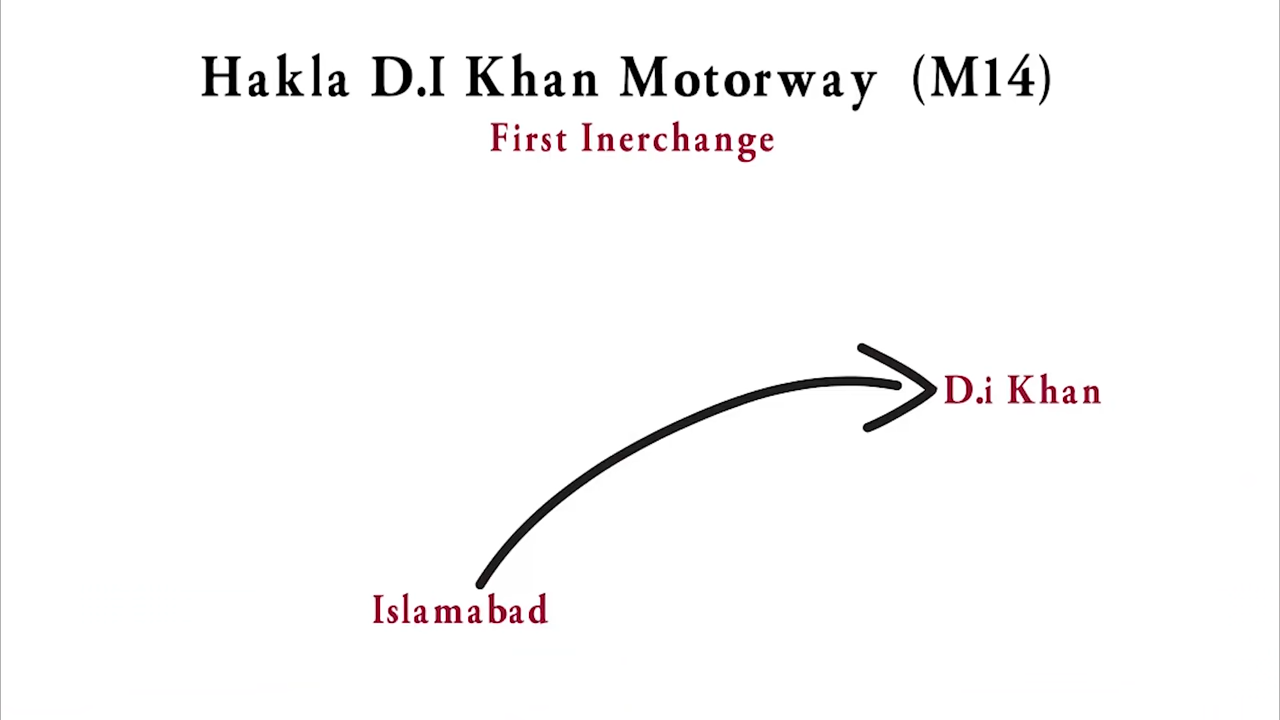 Hakla D.I Khan Motorway (M14)
First Inerchange
D.i Khan
Islamabad